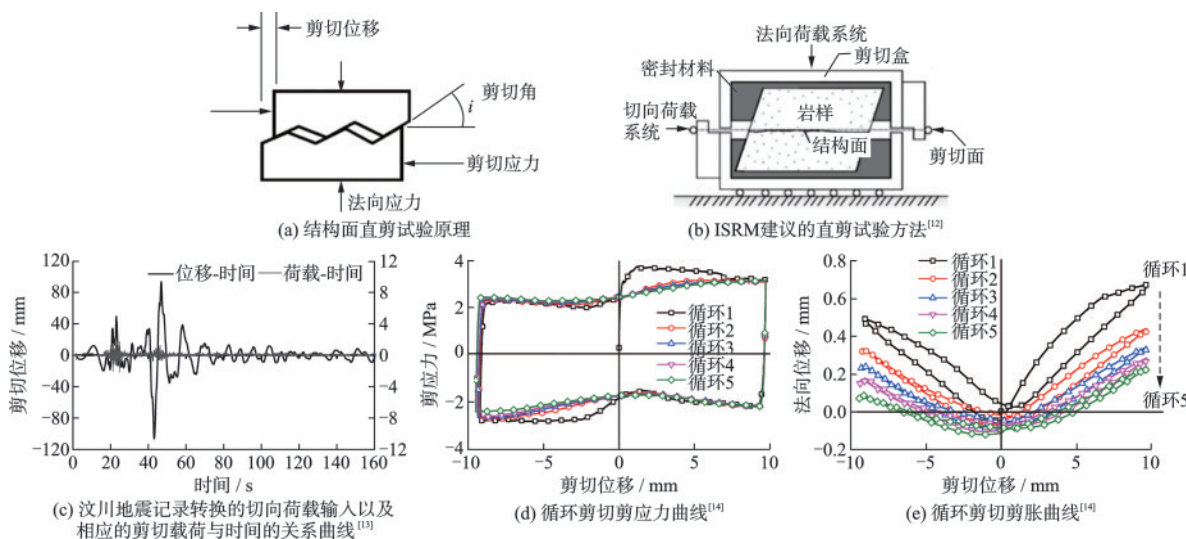 剪切位移
剪切角
i
剪切应力
法向应力
(a) 结构面直剪试验原理
法向荷载系统
剪切盒
密封材料
切向荷载
系统
岩样
结构面
剪切面
(b) ISRM建议的直剪试验方法[12]
120
80
40
0
−40
−80
−120
剪切位移 / mm
位移-时间
荷载-时间
12
9
6
3
0
−3
−6
−9
−12
0 20 40 60 80 100 120 140 160
时间 / s
(c) 汶川地震记录转换的切向荷载输入以及
相应的剪切载荷与时间的关系曲线[13]
4
2
0
−2
−4
剪应力 / MPa
循环1
循环2
循环3
循环4
循环5
−10 −5 0 5 10
剪切位移 / mm
(d) 循环剪切剪应力曲线[14]
0.8
0.6
0.4
0.2
0.0
−0.2
法向位移 / mm
循环1
循环2
循环3
循环4
循环5
循环1
循环5
−10 −5 0 5 10
剪切位移 / mm
(e) 循环剪切剪胀曲线[14]